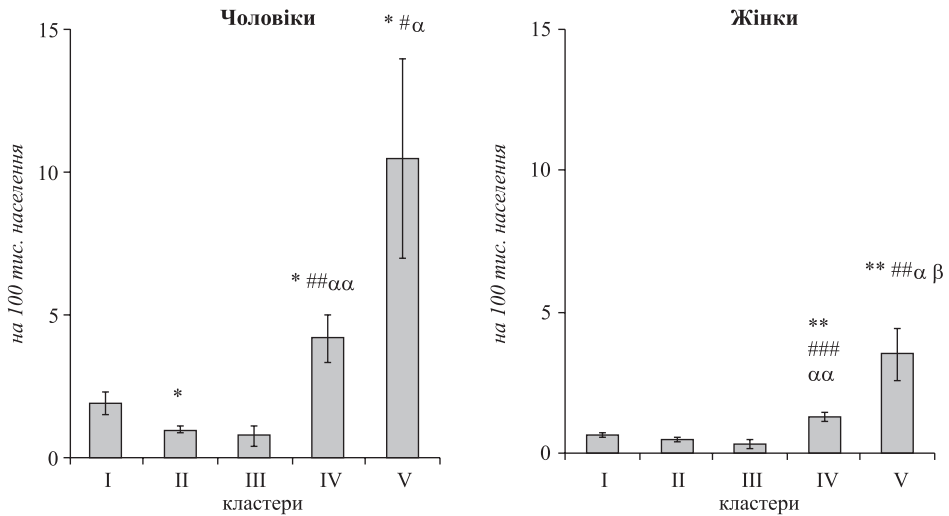 Чоловіки
на 100 тис. населення
15
10
5
0
*
* ##αα
* #α
I II III IV V
кластери
Жінки
на 100 тис. населення
15
10
5
0
**
###
αα
** ##α β
I II III IV V
кластери